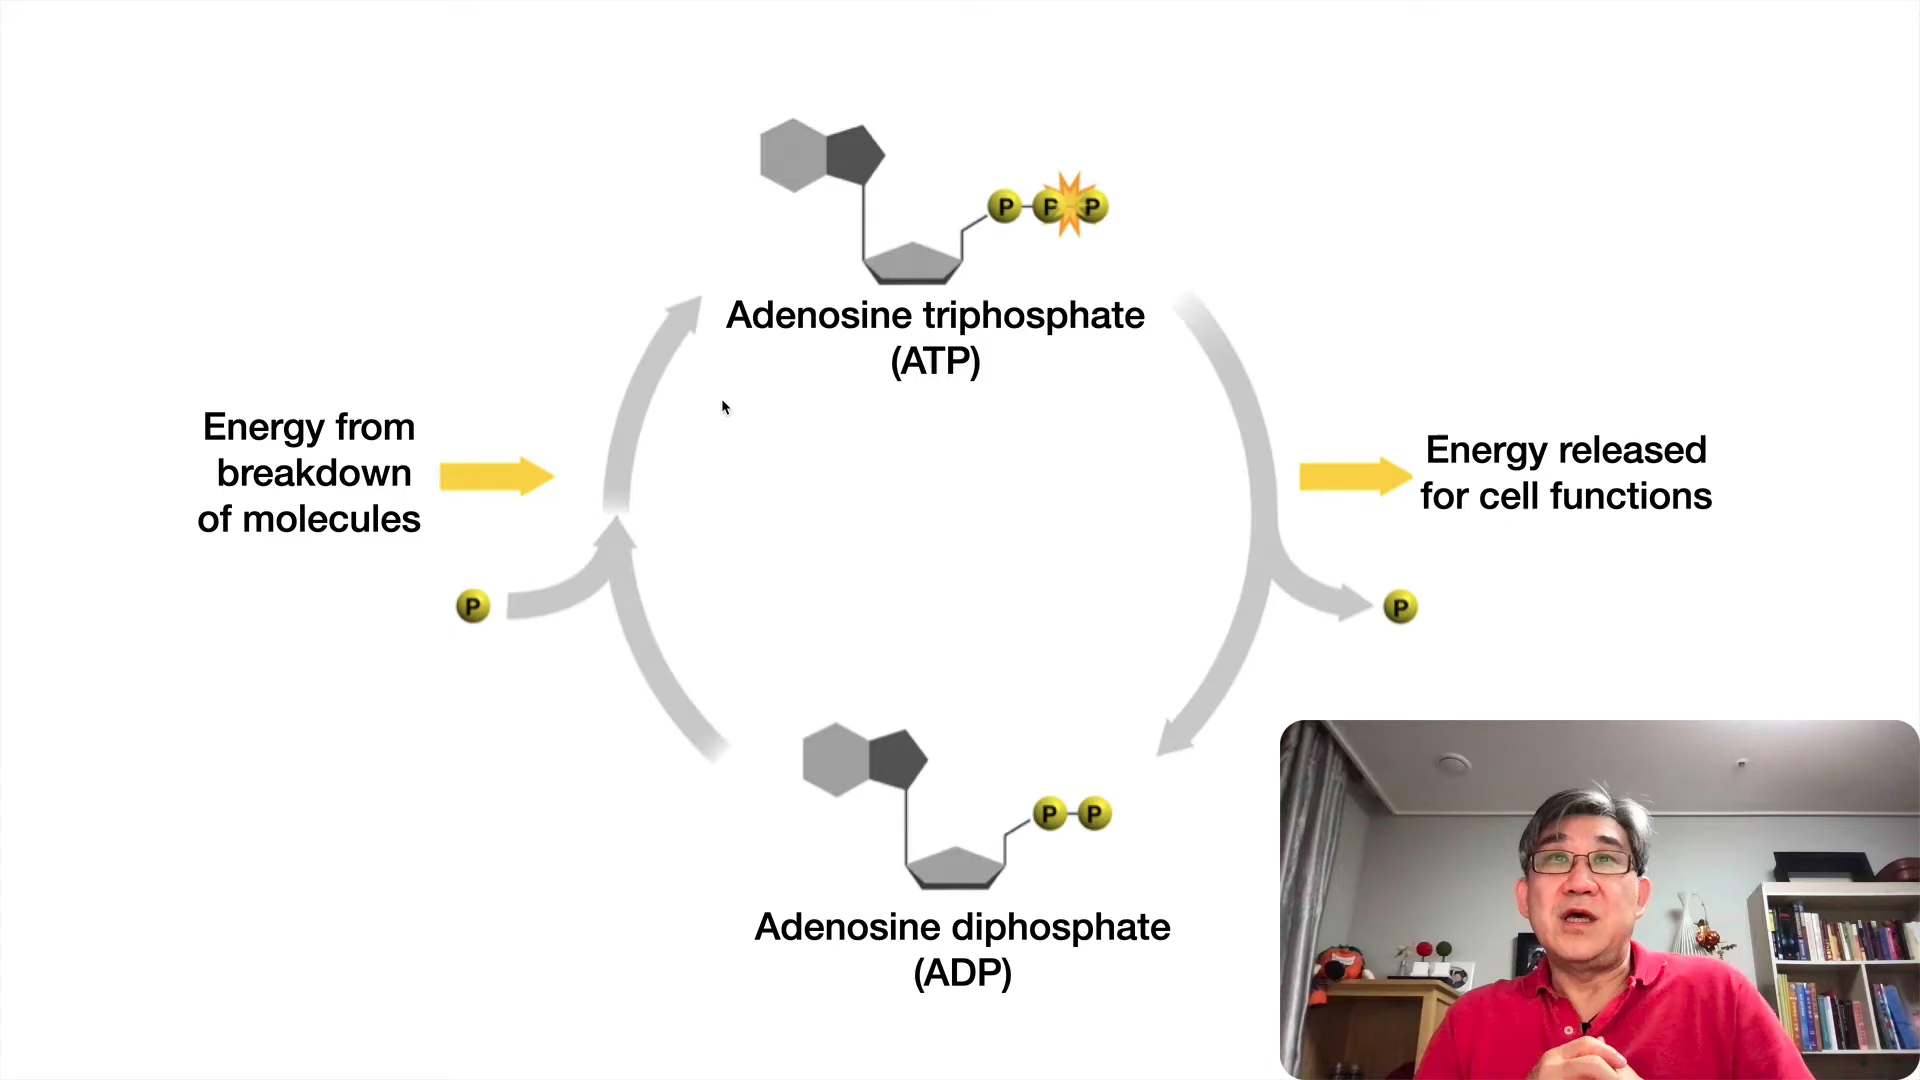 P P P
Adenosine triphosphate
(ATP)
Energy from
breakdown
of molecules
Energy released
for cell functions
P
P
P P
Adenosine diphosphate
(ADP)